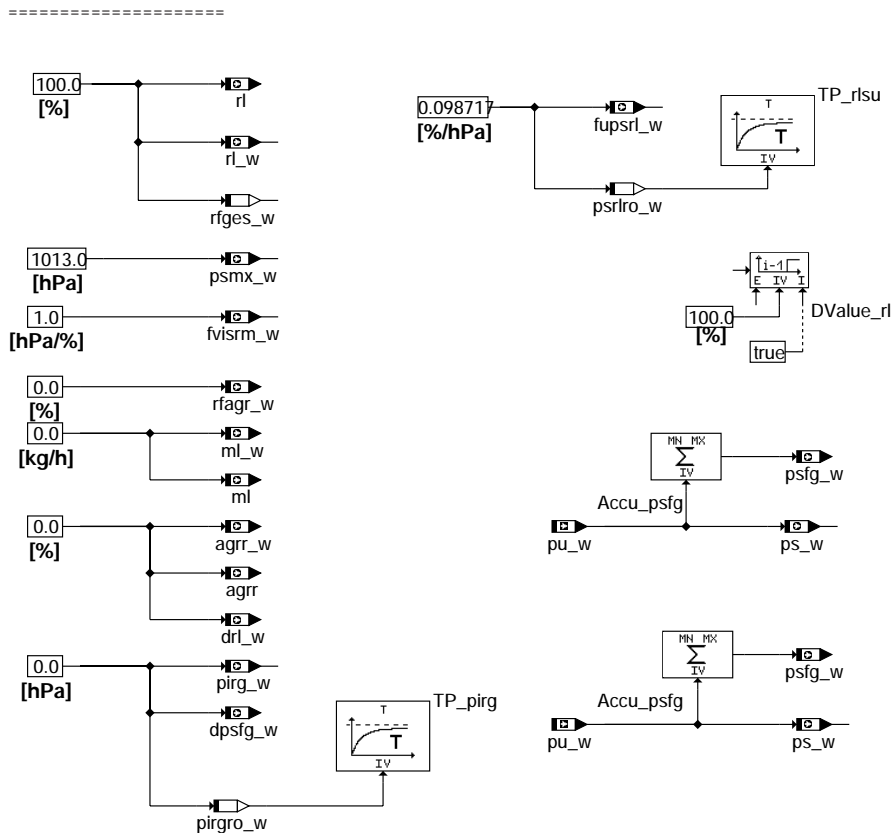 ======================
100.0
[%]
rl
rl_w
rfges_w
1013.0
[hPa]
psmx_w
1.0
[hPa/%]
fvisrm_w
0.0
[%]
rfagr_w
0.0
[kg/h]
ml_w
ml
0.0
[%]
agrr_w
agrr
drl_w
0.0
[hPa]
pirg_w
dpsfg_w
pirgro_w
TP_pirg
T
T
IV
0.098717
[%/hPa]
fupsrl_w
psrlro_w
TP_rlsu
T
T
IV
i-1
E IV I
DValue_rl
100.0
[%]
true
MN MX
Σ
IV
psfg_w
Accu_psfg
pu_w
ps_w
MN MX
Σ
IV
psfg_w
Accu_psfg
pu_w
ps_w